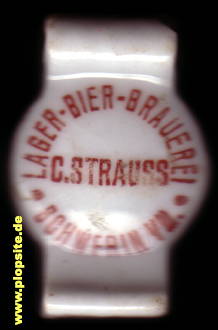 LAGER-BIER-BRAUEREI
C.STRAUSS
SCHWERIN
www.plopsite.de